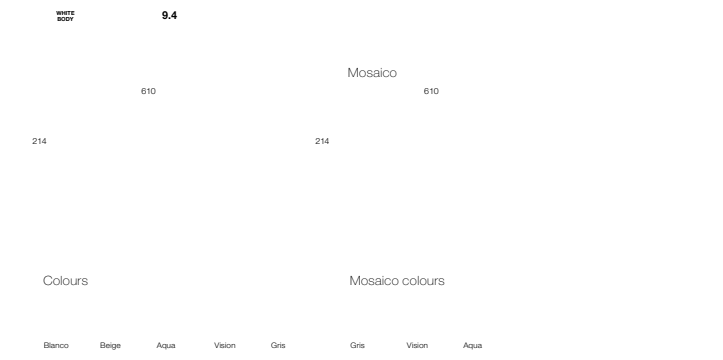 WHITE
BODY
9.4
Mosaico
610
610
214
214
Colours
Mosaico colours
Blanco Beige Aqua Vision Gris
Gris Vision Aqua